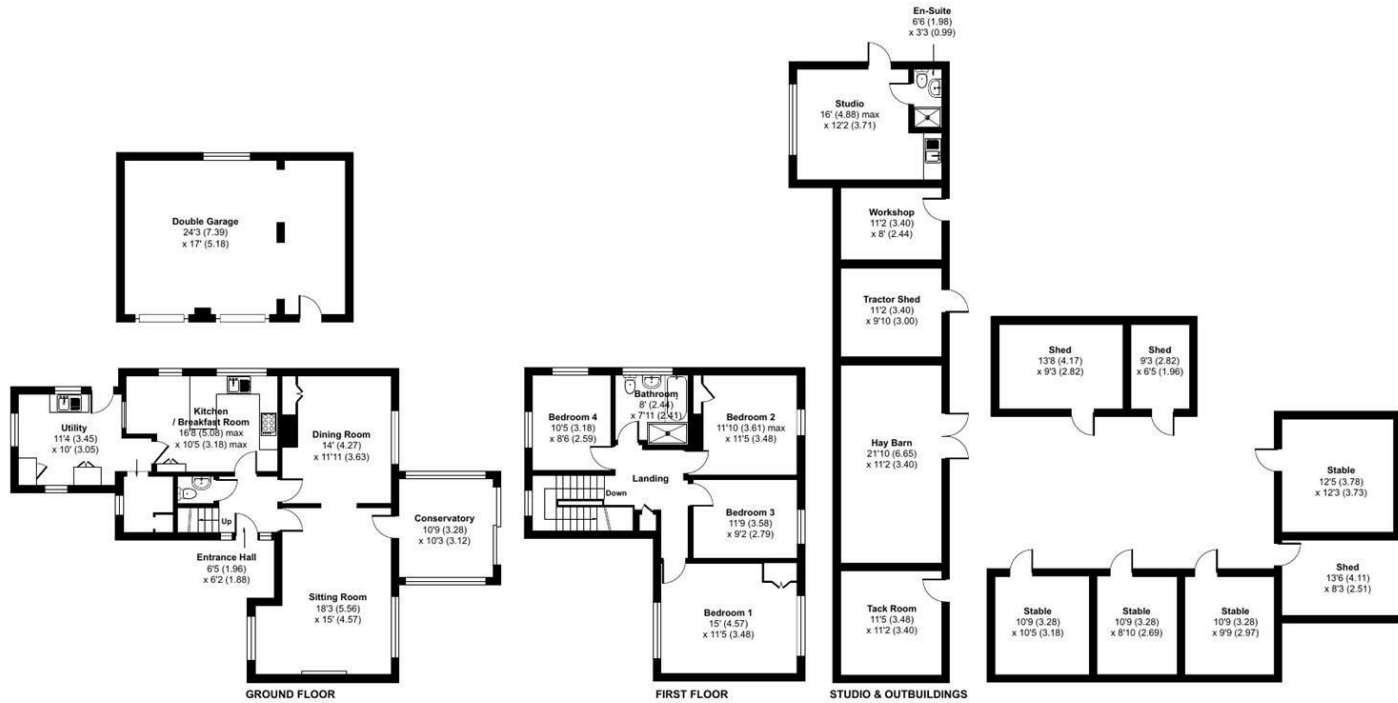 En-Suite
6'6 (1.98)
x 3'3 (0.99)
Studio
16' (4.88) max
x 12'2 (3.71)
Double Garage
24'3 (7.39)
x 17' (5.18)
Workshop
11'2 (3.40)
x 8' (2.44)
Tractor Shed
11'2 (3.40)
x 9'10 (3.00)
Shed
13'8 (4.17)
x 9'3 (2.82)
Shed
9'3 (2.82)
x 6'5 (1.96)
Utility
11'4 (3.45)
x 10' (3.05)
Kitchen
/ Breakfast Room
16'8 (5.08) max
x 10'5 (3.18) max
Dining Room
14' (4.27)
x 11'11 (3.63)
Bedroom 4
10'5 (3.18)
x 8'6 (2.59)
Bathroom
8' (2.44)
x 7'11 (2.41)
Bedroom 2
11'10 (3.61) max
x 11'5 (3.48)
Hay Barn
21'10 (6.65)
x 11'2 (3.40)
Stable
12'5 (3.78)
x 12'3 (3.73)
Landing
Down
Up
Bedroom 3
11'9 (3.58)
x 9'2 (2.79)
Conservatory
10'9 (3.28)
x 10'3 (3.12)
Entrance Hall
6'5 (1.96)
x 6'2 (1.88)
Sitting Room
18'3 (5.56)
x 15' (4.57)
Bedroom 1
15' (4.57)
x 11'5 (3.48)
Tack Room
11'5 (3.48)
x 11'2 (3.40)
Stable
10'9 (3.28)
x 10'5 (3.18)
Stable
10'9 (3.28)
x 8'10 (2.69)
Stable
10'9 (3.28)
x 9'9 (2.97)
Shed
13'6 (4.11)
x 8'3 (2.51)
GROUND FLOOR
FIRST FLOOR
STUDIO & OUTBUILDINGS